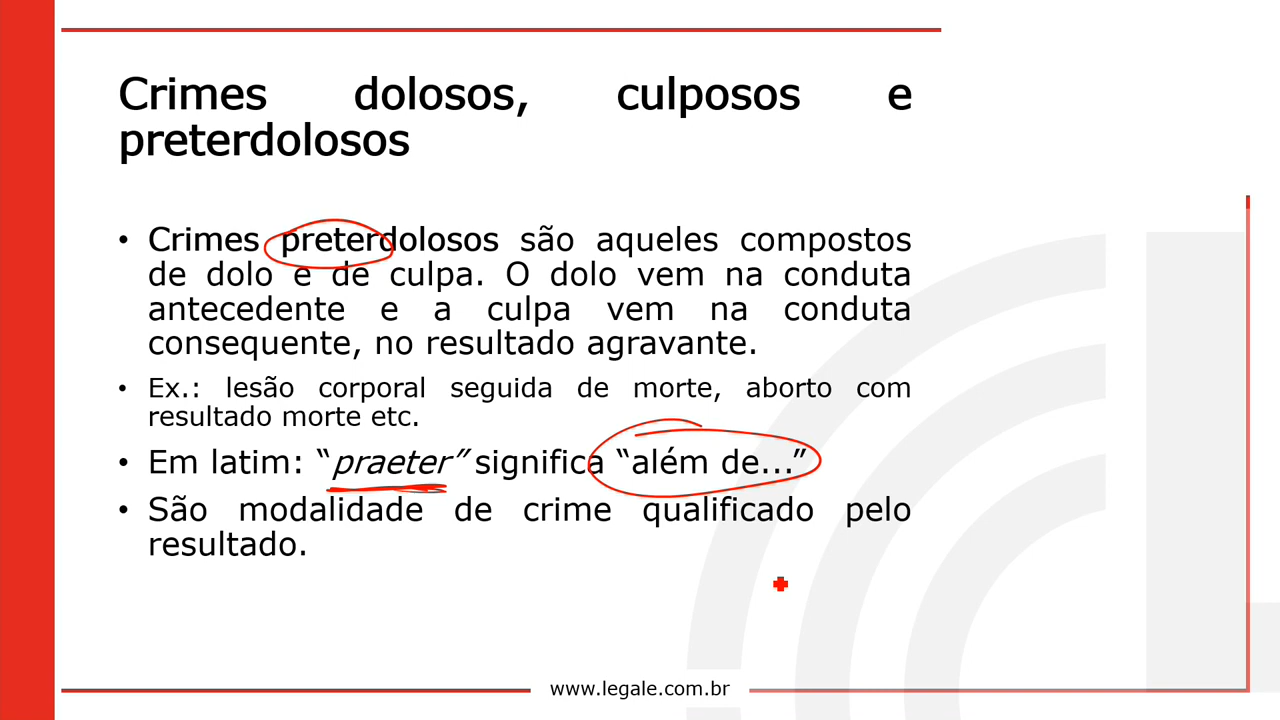 Crimes dolosos, culposos e
preterdolosos
• Crimes preterdolosos são aqueles compostos
de dolo e de culpa. O dolo vem na conduta
antecedente e a culpa vem na conduta
consequente, no resultado agravante.
• Ex.: lesão corporal seguida de morte, aborto com
resultado morte etc.
• Em latim: “praeter” significa “além de...”
• São modalidade de crime qualificado pelo
resultado.
www.legale.com.br